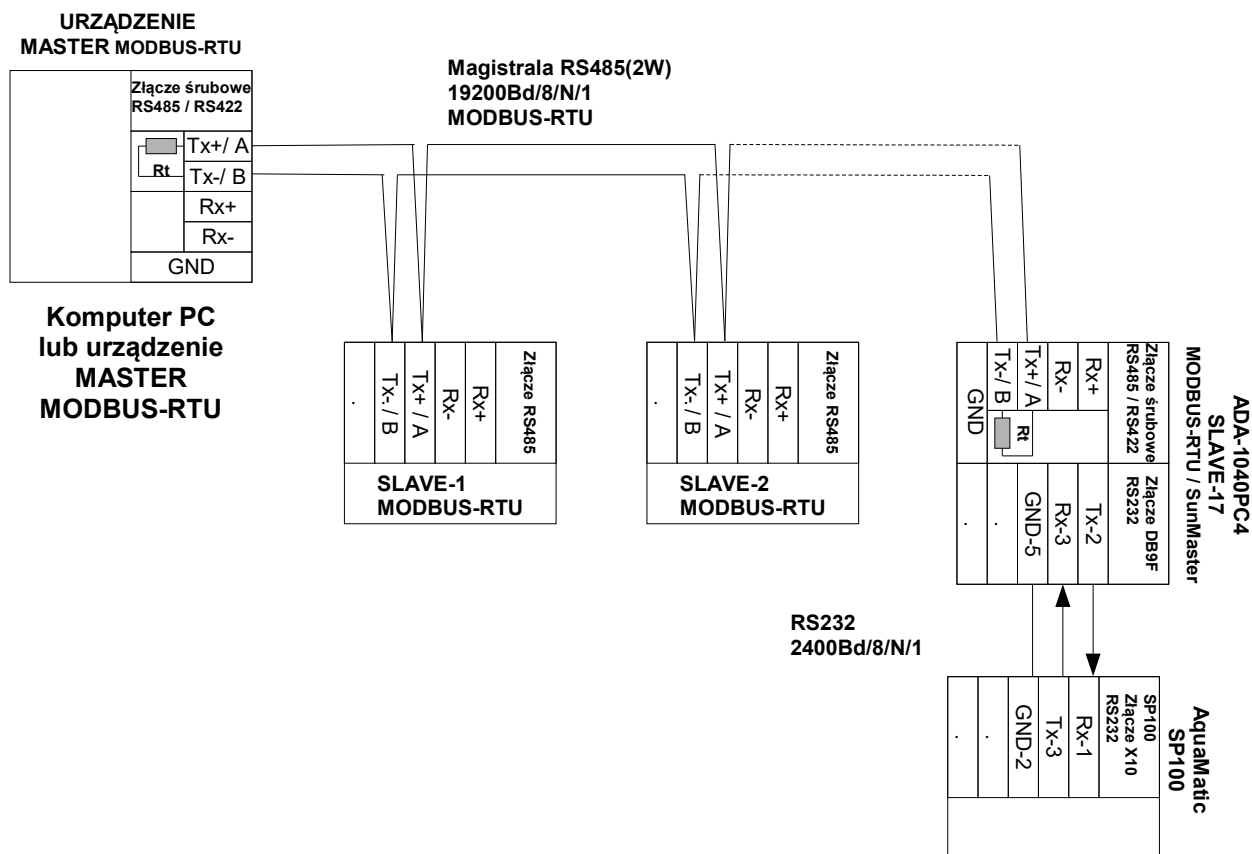 URZĄDZENIE
MASTER MODBUS-RTU
Złącze śrubowe
RS485 / RS422
Tx+/ A
Rt
Tx-/ B
Rx+
Rx-
GND
Komputer PC
lub urządzenie
MASTER
MODBUS-RTU
Magistrala RS485(2W)
19200Bd/8/N/1
MODBUS-RTU
.
Tx- / B
Tx+ / A
Rx-
Rx+
Złącze RS485
SLAVE-1
MODBUS-RTU
.
Tx- / B
Tx+ / A
Rx-
Rx+
Złącze RS485
SLAVE-2
MODBUS-RTU
ADA-1040PC4
SLAVE-17
MODBUS-RTU / SunMaster
Złącze śrubowe
RS485 / RS422
Rx+
Rx-
Tx+/ A
Tx-/ B
GND
Rt
Złącze DB9F
RS232
Tx-2
Rx-3
GND-5
.
.
RS232
2400Bd/8/N/1
AquaMatic
SP100
SP100
Złącze X10
RS232
Rx-1
Tx-3
GND-2
.
.